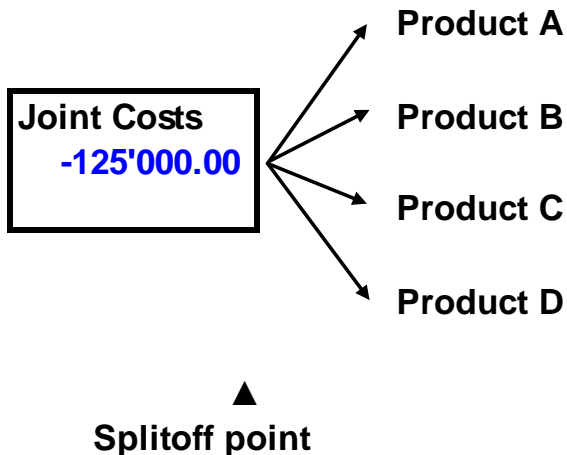 Product A
Joint Costs
Product B
-125'000.00
Product C
Product D
Splitoff point